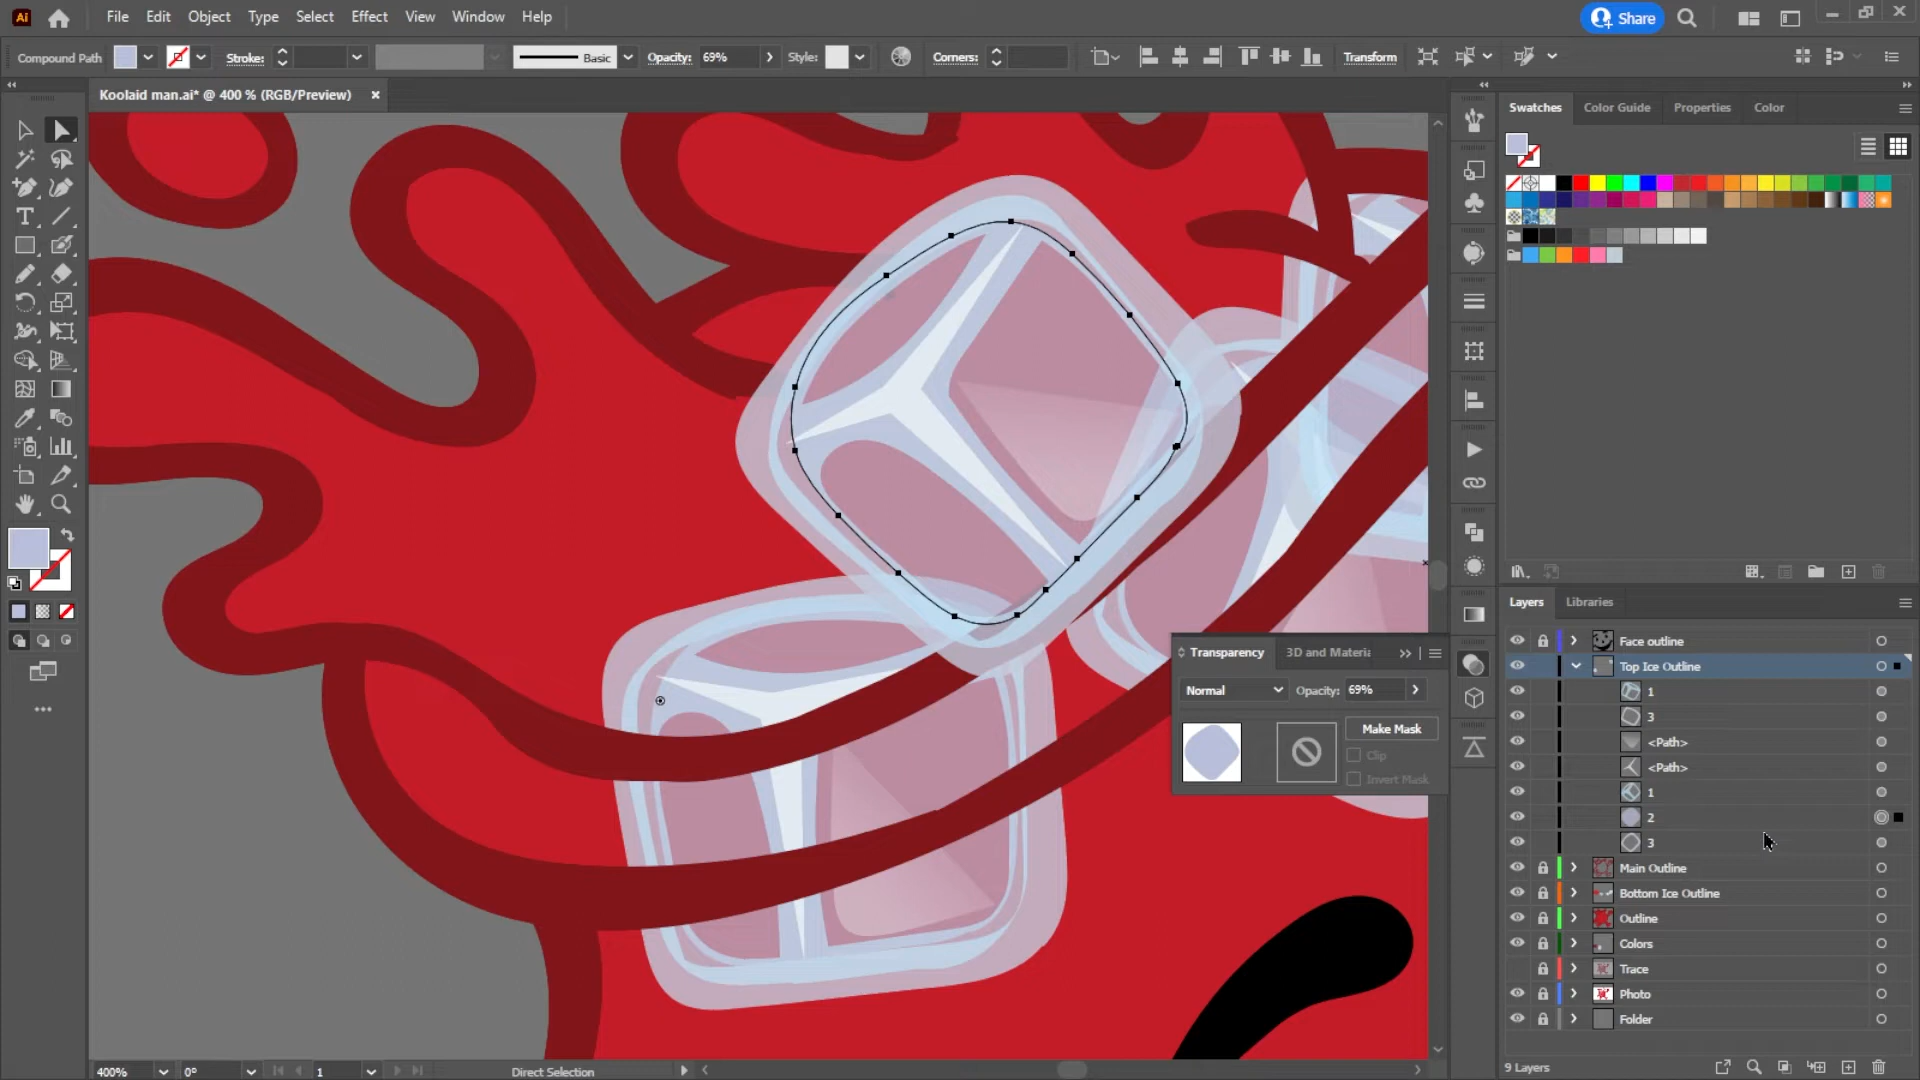 Ai File Edit Object Type Select Effect View Window Help Share
Compound Path Stroke: Basic Opacity: 69% Style: Corners: Transform
Koolaid man.ai* @ 400 % (RGB/Preview)
Swatches Color Guide Properties Color
Layers Libraries
Face outline
Top Ice Outline
1
3
<Path>
<Path>
1
2
3
Main Outline
Bottom Ice Outline
Outline
Colors
Trace
Photo
Folder
9 Layers
Transparency 3D and Materia
Normal Opacity: 69%
Make Mask
Clip
Invert Mask
400% 0° 1 Direct Selection